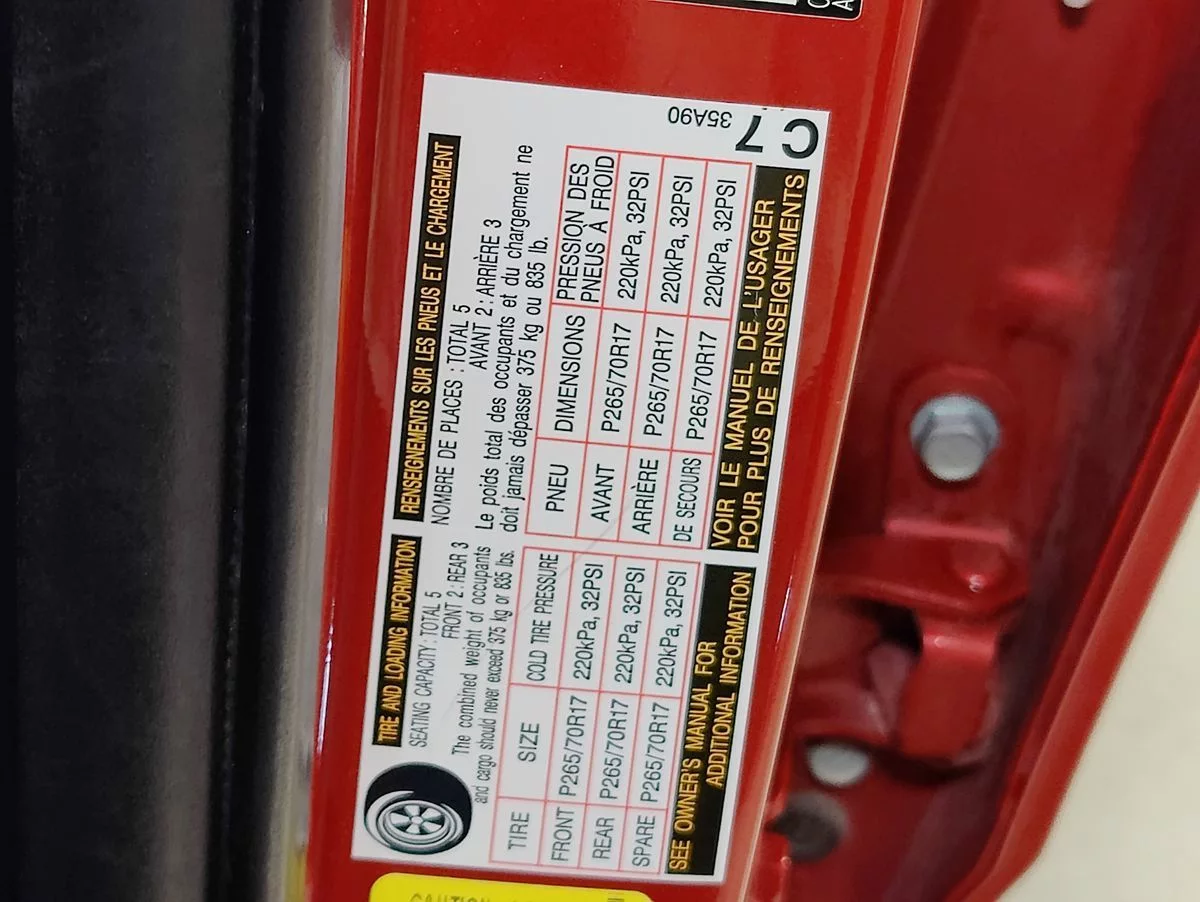 TIRE AND LOADING INFORMATION
SEATING CAPACITY : TOTAL 5
FRONT 2 : REAR 3
The combined weight of occupants
and cargo should never exceed 375 kg or 835 lbs.
TIRE SIZE COLD TIRE PRESSURE
FRONT P265/70R17 220kPa, 32PSI
REAR P265/70R17 220kPa, 32PSI
SPARE P265/70R17 220kPa, 32PSI
SEE OWNER'S MANUAL FOR
ADDITIONAL INFORMATION
RENSEIGNEMENTS SUR LES PNEUS ET LE CHARGEMENT
NOMBRE DE PLACES : TOTAL 5
AVANT 2 : ARRIÈRE 3
Le poids total des occupants et du chargement ne
doit jamais dépasser 375 kg ou 835 lb.
PNEU DIMENSIONS PRESSION DES
PNEUS À FROID
AVANT P265/70R17 220kPa, 32PSI
ARRIÈRE P265/70R17 220kPa, 32PSI
DE SECOURS P265/70R17 220kPa, 32PSI
VOIR LE MANUEL DE L'USAGER
POUR PLUS DE RENSEIGNEMENTS
35A90
C7
CAUTION